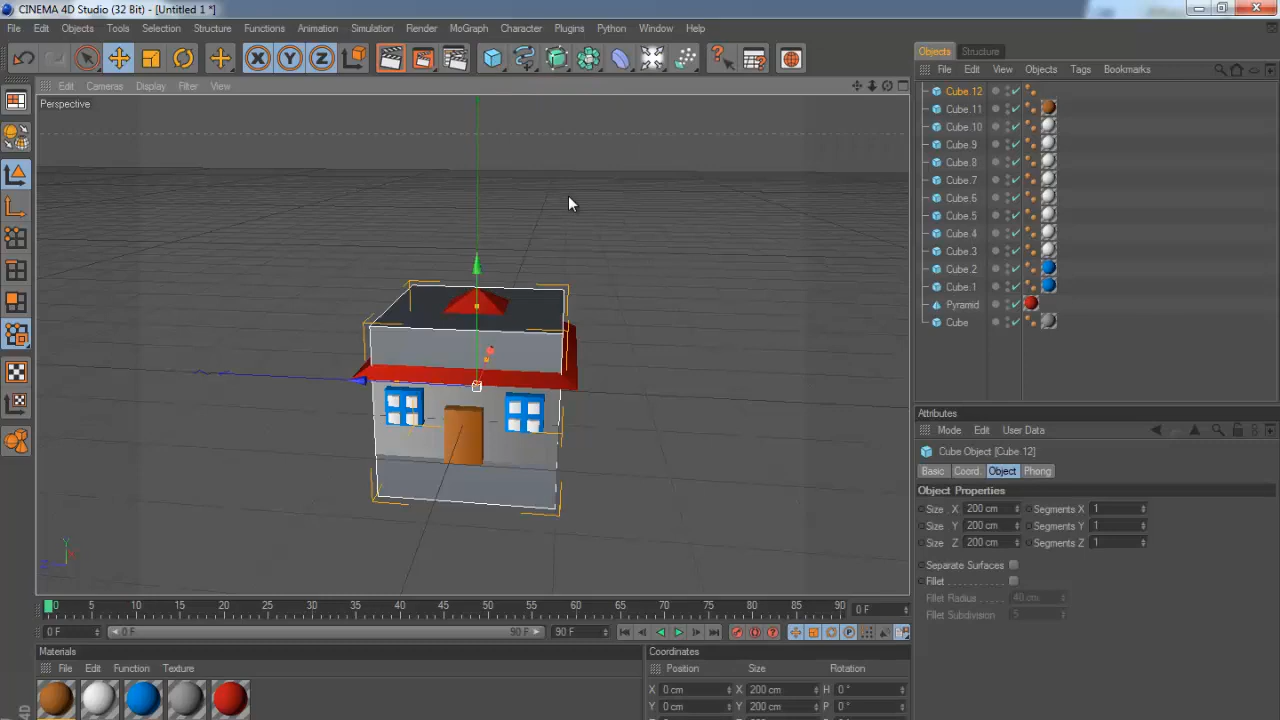 CINEMA 4D Studio (32 Bit) - [Untitled 1 *]
File Edit Objects Tools Selection Structure Functions Animation Simulation Render MoGraph Character Plugins Python Window Help
Objects Structure
File Edit View Objects Tags Bookmarks
Edit Cameras Display Filter View
Perspective
Cube.12
Cube.11
Cube.10
Cube.9
Cube.8
Cube.7
Cube.6
Cube.5
Cube.4
Cube.3
Cube.2
Cube.1
Pyramid
Cube
Attributes
Mode Edit User Data
Cube Object [Cube.12]
Basic Coord. Object Phong
Object Properties
Size . X 200 cm Segments X 1
Size . Y 200 cm Segments Y 1
Size . Z 200 cm Segments Z 1
Separate Surfaces
Fillet
Fillet Radius 40 cm
Fillet Subdivision 5
Y
X
Z
0 5 10 15 20 25 30 35 40 45 50 55 60 65 70 75 80 85 90 0 F
0 F 0 F 90 F 90 F
Materials
File Edit Function Texture
Coordinates
Position Size Rotation
X 0 cm X 200 cm H 0 °
Y 0 cm Y 200 cm P 0 °
4D